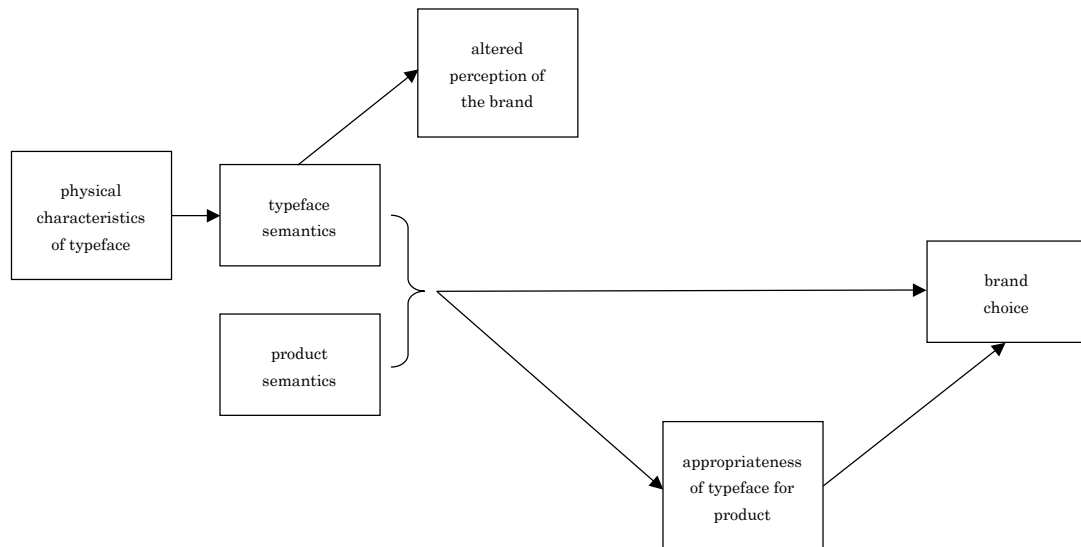 altered
perception of
the brand
physical
characteristics
of typeface
typeface
semantics
brand
choice
product
semantics
appropriateness
of typeface for
product